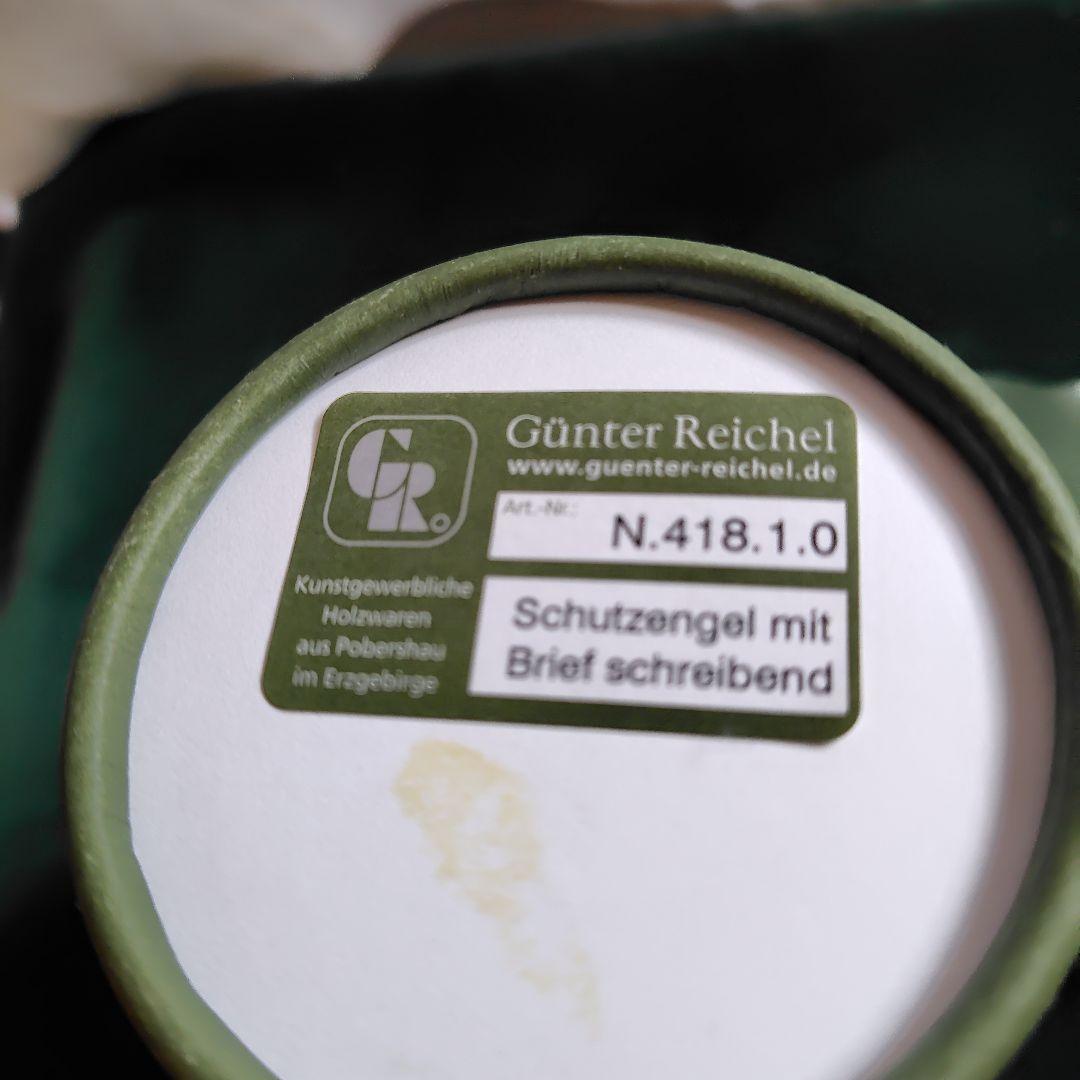 GR
Günter Reichel
www.guenter-reichel.de
Art.-Nr.:
N.418.1.0
Kunstgewerbliche
Holzwaren
aus Pobershau
im Erzgebirge
Schutzengel mit
Brief schreibend